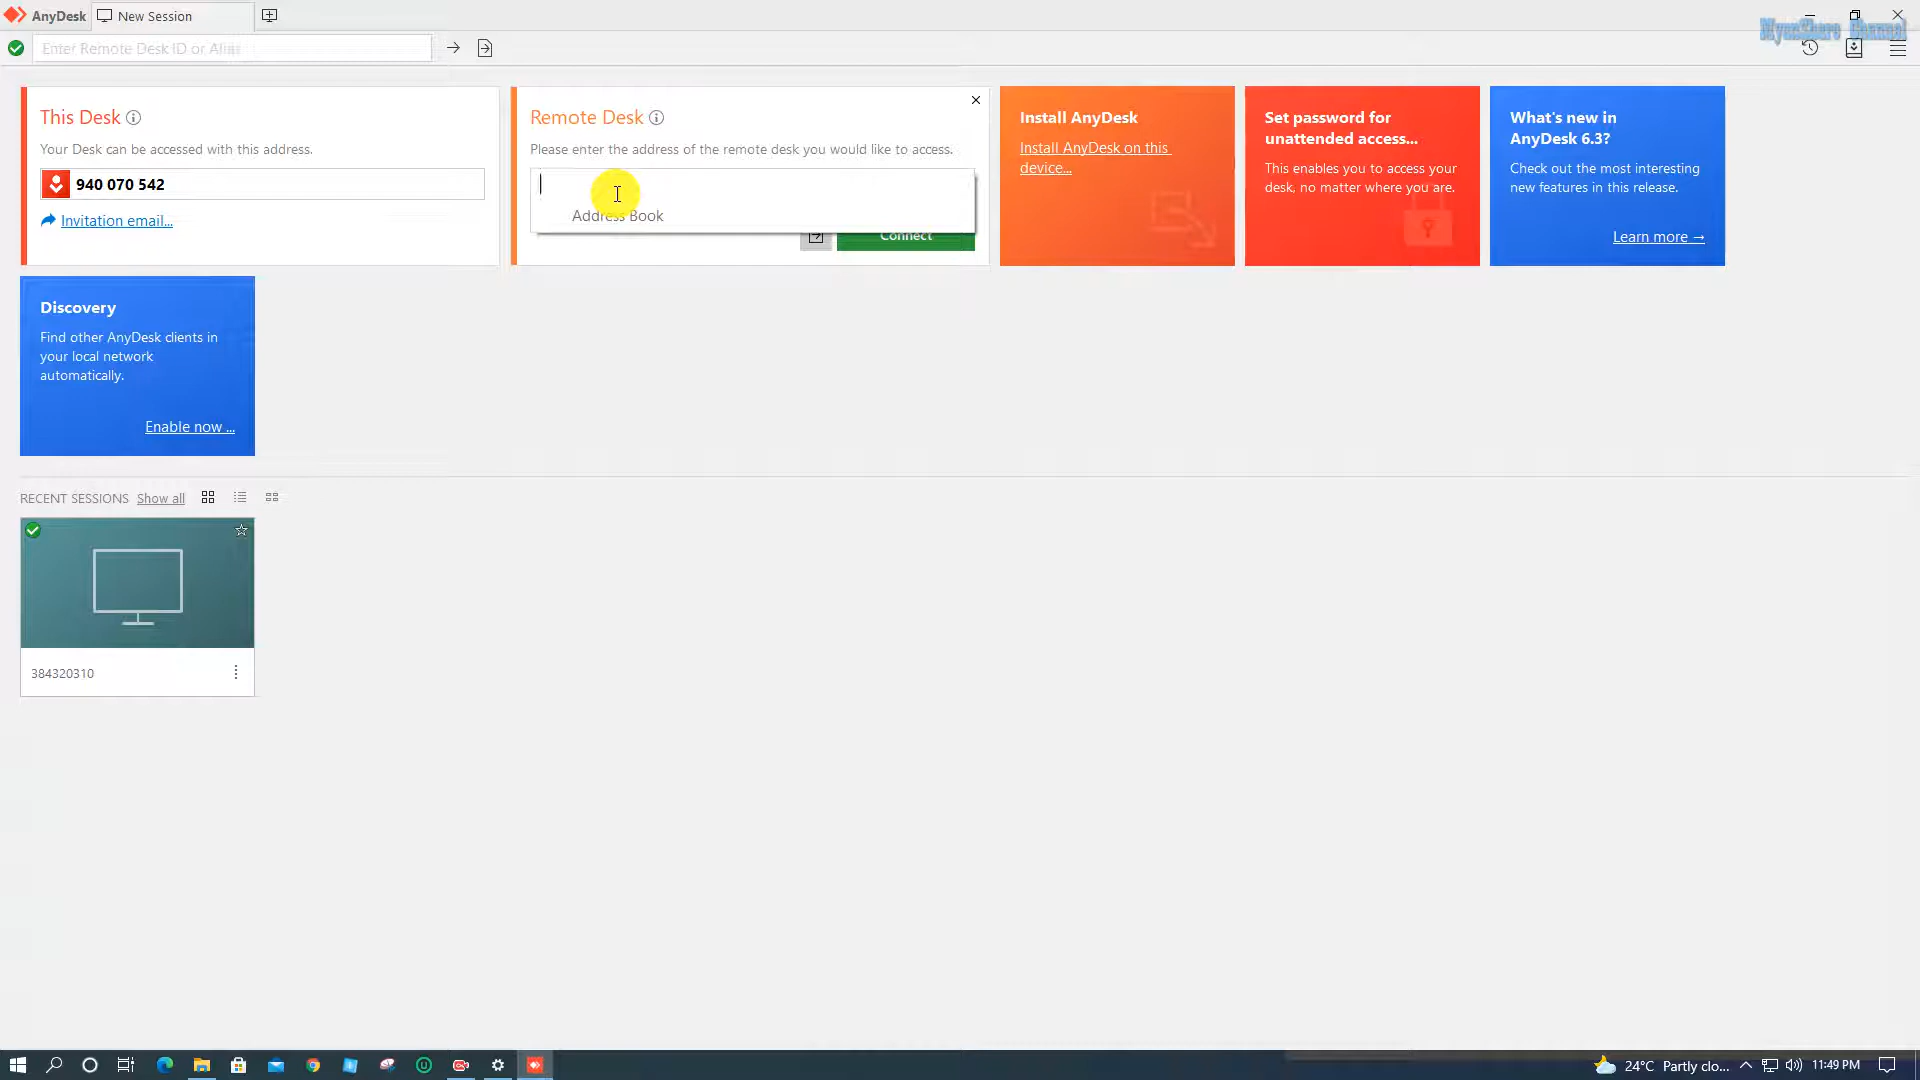 AnyDesk
New Session
MyanShare Channel
Enter Remote Desk ID or Alias
This Desk
Your Desk can be accessed with this address.
940 070 542
Invitation email...
Remote Desk
Please enter the address of the remote desk you would like to access.
Address Book
Connect
Install AnyDesk
Install AnyDesk on this
device...
Set password for
unattended access...
This enables you to access your
desk, no matter where you are.
What's new in
AnyDesk 6.3?
Check out the most interesting
new features in this release.
Learn more →
Discovery
Find other AnyDesk clients in
your local network
automatically.
Enable now ...
RECENT SESSIONS Show all
384320310
24°C Partly clo...
11:49 PM